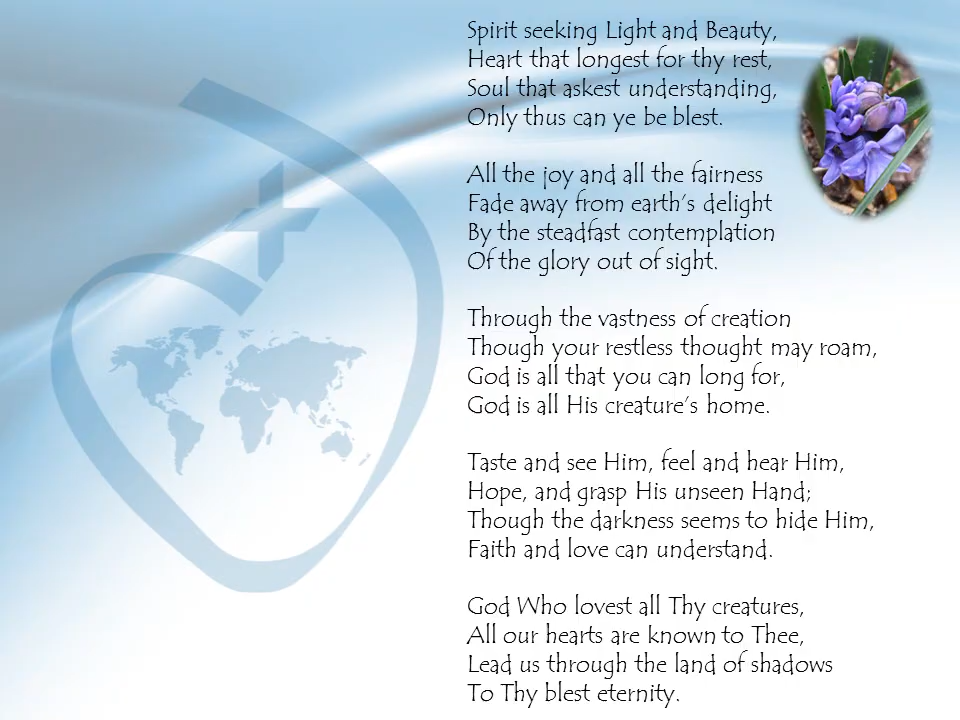 Spirit seeking Light and Beauty,
Heart that longest for thy rest,
Soul that askest understanding,
Only thus can ye be blest.

All the joy and all the fairness
Fade away from earth’s delight
By the steadfast contemplation
Of the glory out of sight.

Through the vastness of creation
Though your restless thought may roam,
God is all that you can long for,
God is all His creature’s home.

Taste and see Him, feel and hear Him,
Hope, and grasp His unseen Hand;
Though the darkness seems to hide Him,
Faith and love can understand.

God Who lovest all Thy creatures,
All our hearts are known to Thee,
Lead us through the land of shadows
To Thy blest eternity.